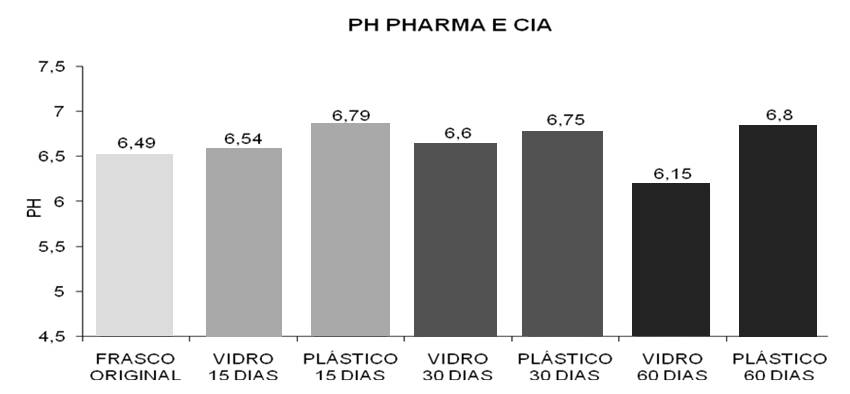 PH PHARMA E CIA
7,5
7
6,5
6
5,5
5
4,5
PH
6,49
6,54
6,79
6,6
6,75
6,15
6,8
FRASCO ORIGINAL
VIDRO 15 DIAS
PLÁSTICO 15 DIAS
VIDRO 30 DIAS
PLÁSTICO 30 DIAS
VIDRO 60 DIAS
PLÁSTICO 60 DIAS